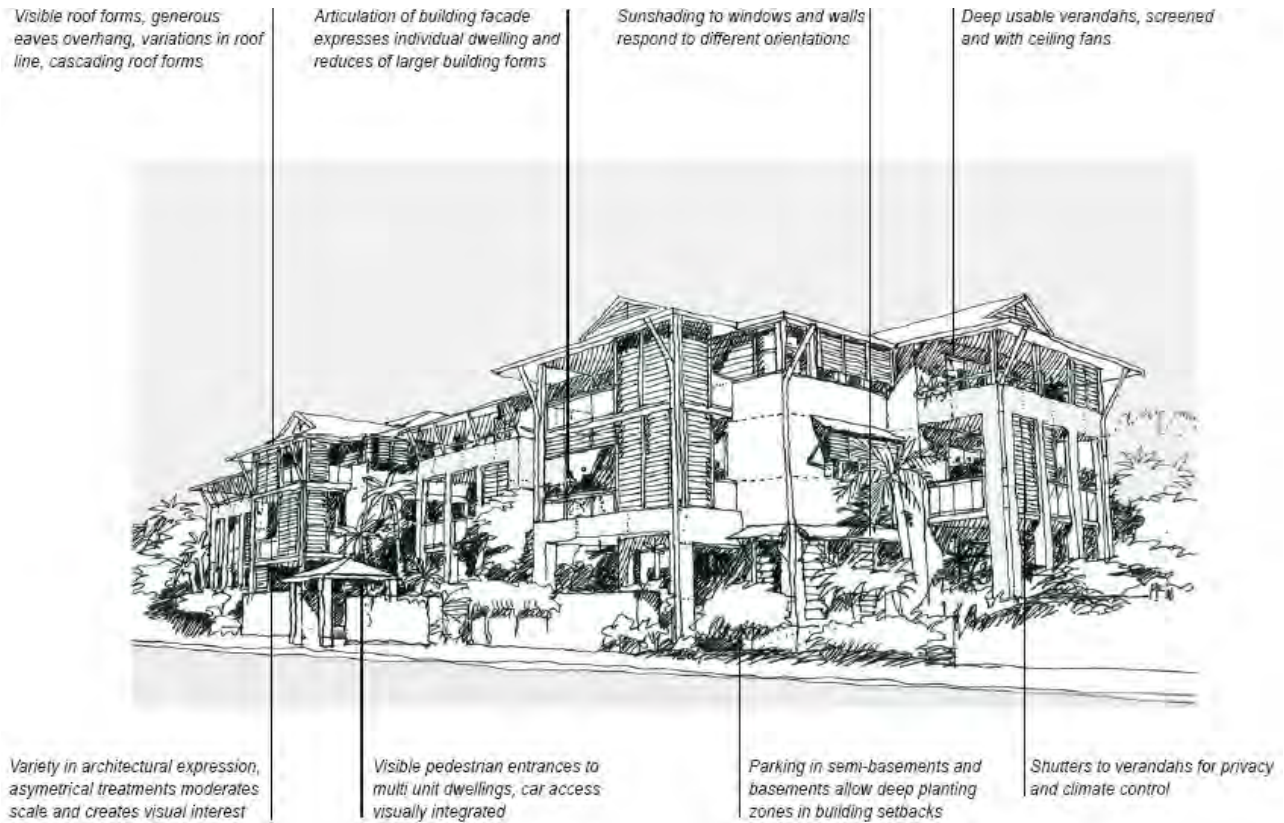 Visible roof forms, generous
eaves overhang, variations in roof
line, cascading roof forms
Articulation of building facade
expresses individual dwelling and
reduces of larger building forms
Sunshading to windows and walls
respond to different orientations
Deep usable verandahs, screened
and with ceiling fans
Variety in architectural expression,
asymetrical treatments moderates
scale and creates visual interest
Visible pedestrian entrances to
multi unit dwellings, car access
visually integrated
Parking in semi-basements and
basements allow deep planting
zones in building setbacks
Shutters to verandahs for privacy
and climate control